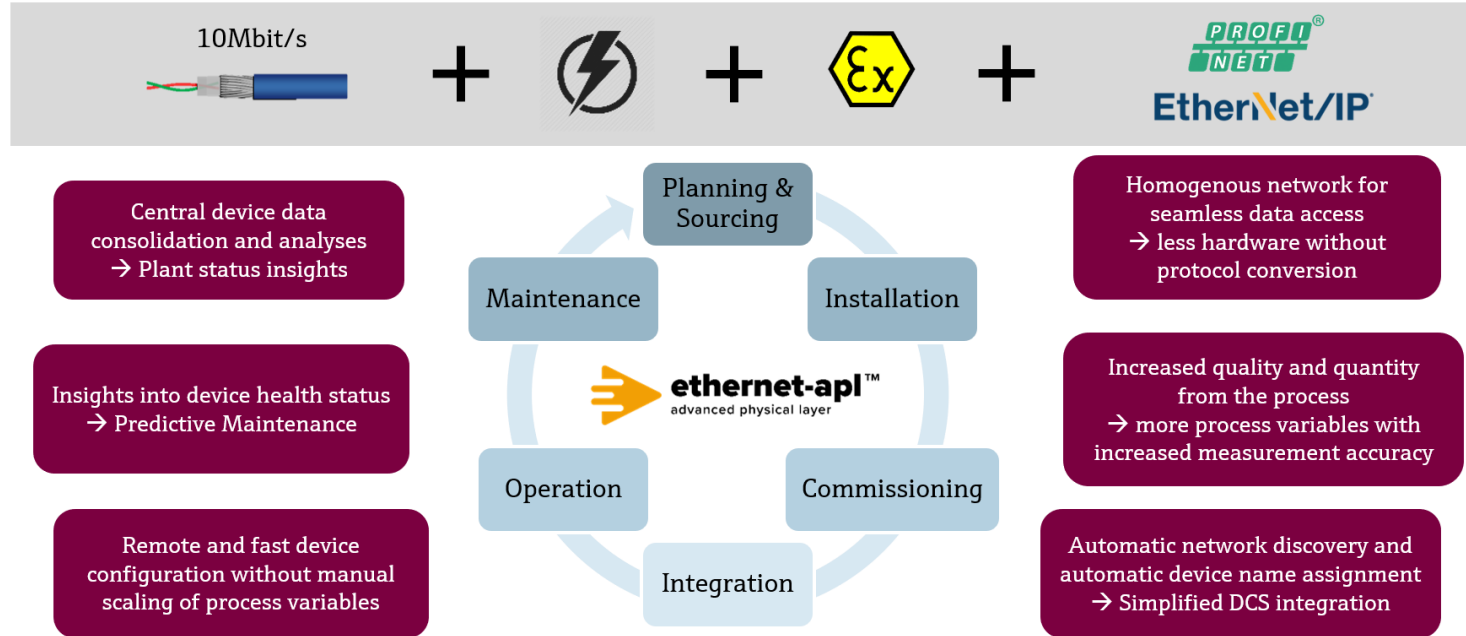 10Mbit/s
Ex
PROFI®
NET
EtherNet/IP
Central device data
consolidation and analyses
→ Plant status insights
Insights into device health status
→ Predictive Maintenance
Remote and fast device
configuration without manual
scaling of process variables
Planning &
Sourcing
Maintenance
Installation
ethernet-apl™
advanced physical layer
Operation
Commissioning
Integration
Homogenous network for
seamless data access
→ less hardware without
protocol conversion
Increased quality and quantity
from the process
→ more process variables with
increased measurement accuracy
Automatic network discovery and
automatic device name assignment
→ Simplified DCS integration